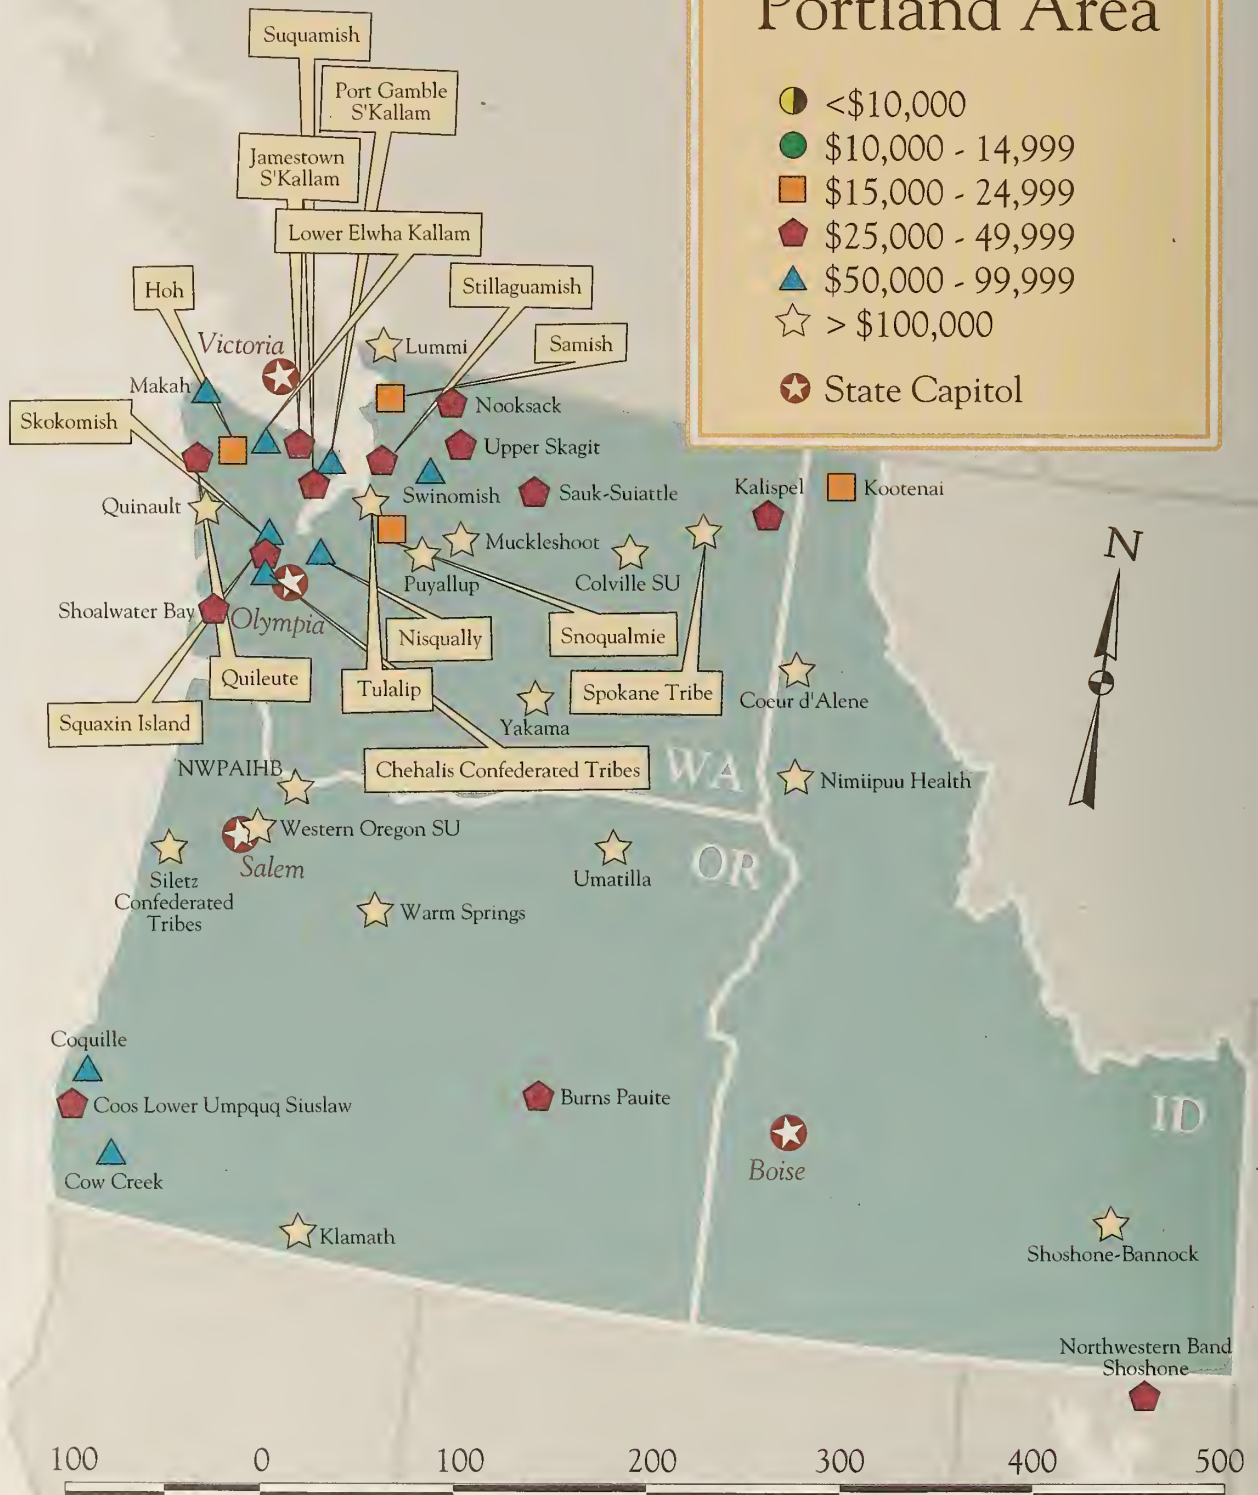 Portland Area
<$10,000
$10,000 - 14,999
$15,000 - 24,999
$25,000 - 49,999
$50,000 - 99,999
> $100,000
State Capitol
Suquamish
Port Gamble
S'Kallam
Jamestown
S'Kallam
Lower Elwha Kallam
Hoh
Stillaguamish
Victoria
Lummi
Samish
Makah
Skokomish
Nooksack
Upper Skagit
Quinault
Swinomish
Sauk-Suiattle
Kalispel
Kootenai
Muckleshoot
Puyallup
Colville SU
Shoalwater Bay
Olympia
Nisqually
Snoqualmie
Quileute
Tulalip
Spokane Tribe
Coeur d'Alene
Squaxin Island
Yakama
NWPAIHB
Chehalis Confederated Tribes
WA
Nimiipuu Health
Western Oregon SU
Salem
Siletz
Confederated
Tribes
Umatilla
OR
Warm Springs
N
Coquille
Coos Lower Umpquq Siuslaw
Burns Pauite
ID
Cow Creek
Boise
Klamath
Shoshone-Bannock
Northwestern Band
Shoshone
100 0 100 200 300 400 500